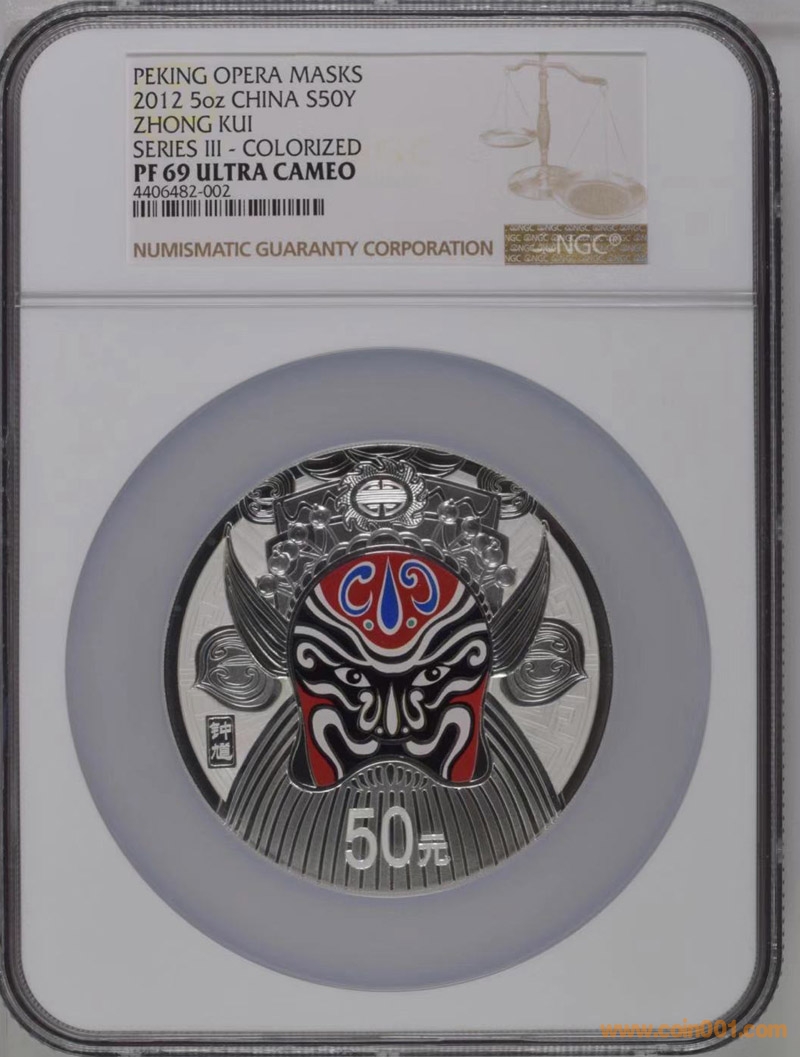 PEKING OPERA MASKS
2012 5oz CHINA S50Y
ZHONG KUI
SERIES III - COLORIZED
PF 69 ULTRA CAMEO
4406482-002
NUMISMATIC GUARANTY CORPORATION
NGC®
钟馗
50元
www.coin001.com